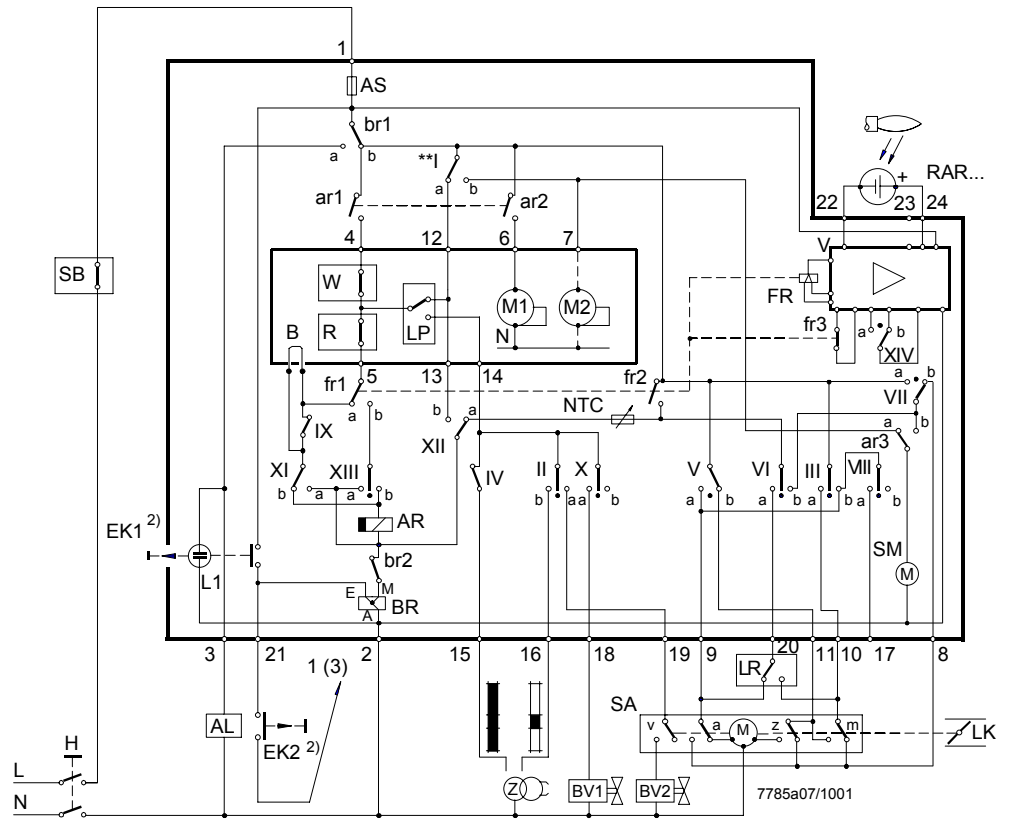 1
AS
br1
a b
**I
a b
+
RAR...
22 23 24
ar1
ar2
4 12 6 7
V
SB
W
FR
M1
M2
LP
R
N
fr3
a b
B
XIV
fr1 5 13 14
fr2
a b
VII
a b
b a
NTC
a b
IX
XII
ar3
XI
XIII
IV
II
X
V
VI
III
VIII
b a a b
b a a b
a b
a b
a b
a b
AR
EK1 2)
br2
SM
M
L1
E M
A
BR
3 21 2 15 16 18 19 9 20 11 10 17 8
1 (3)
LR
SA
AL
v a M z m
H
EK2 2)
LK
L
Z
BV1
BV2
N
7785a07/1001